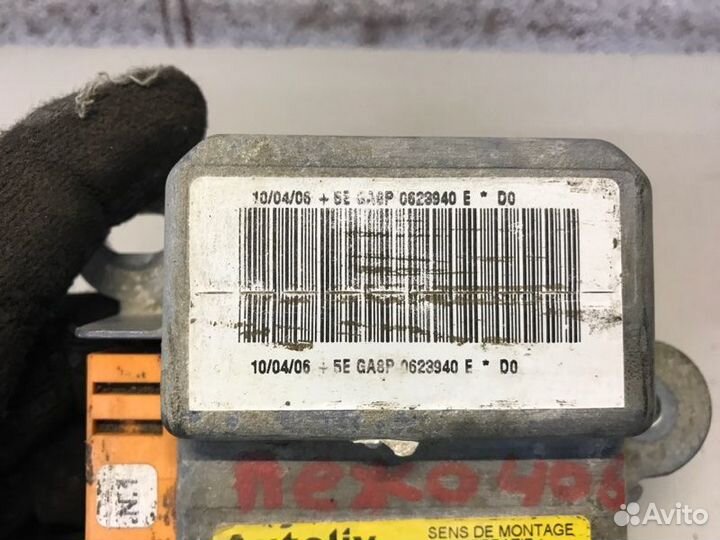 10/04/06 + 5E GA8P 0623940 E * D0
10/04/06 + 5E GA8P 0623940 E * D0
N.1
пежо 406
Autoliv
SENS DE MONTAGE
Avito